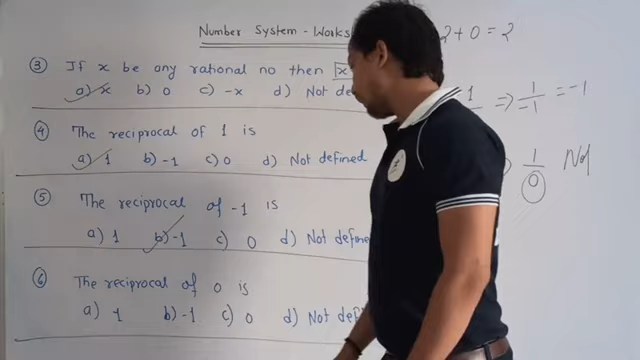 Number System - Works
2 + 0 = 2
③ If x be any rational no then x
a) x b) 0 c) -x d) Not de
1 ⇒ 1/-1 = -1
④ The reciprocal of 1 is
a) 1 b) -1 c) 0 d) Not defined
1/0 Not
⑤ The reciprocal of -1 is
a) 1 b) -1 c) 0 d) Not define
⑥ The reciprocal of 0 is
a) 1 b) -1 c) 0 d) Not def